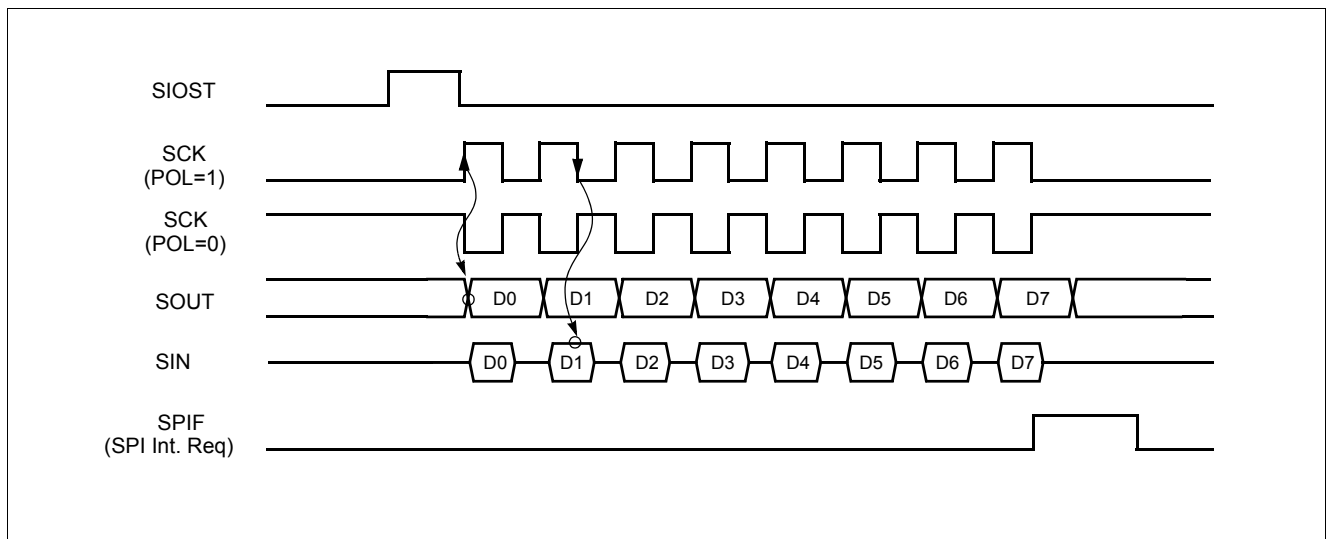 SIOST
SCK
(POL=1)
SCK
(POL=0)
SOUT
D0 D1 D2 D3 D4 D5 D6 D7
SIN
D0 D1 D2 D3 D4 D5 D6 D7
SPIF
(SPI Int. Req)